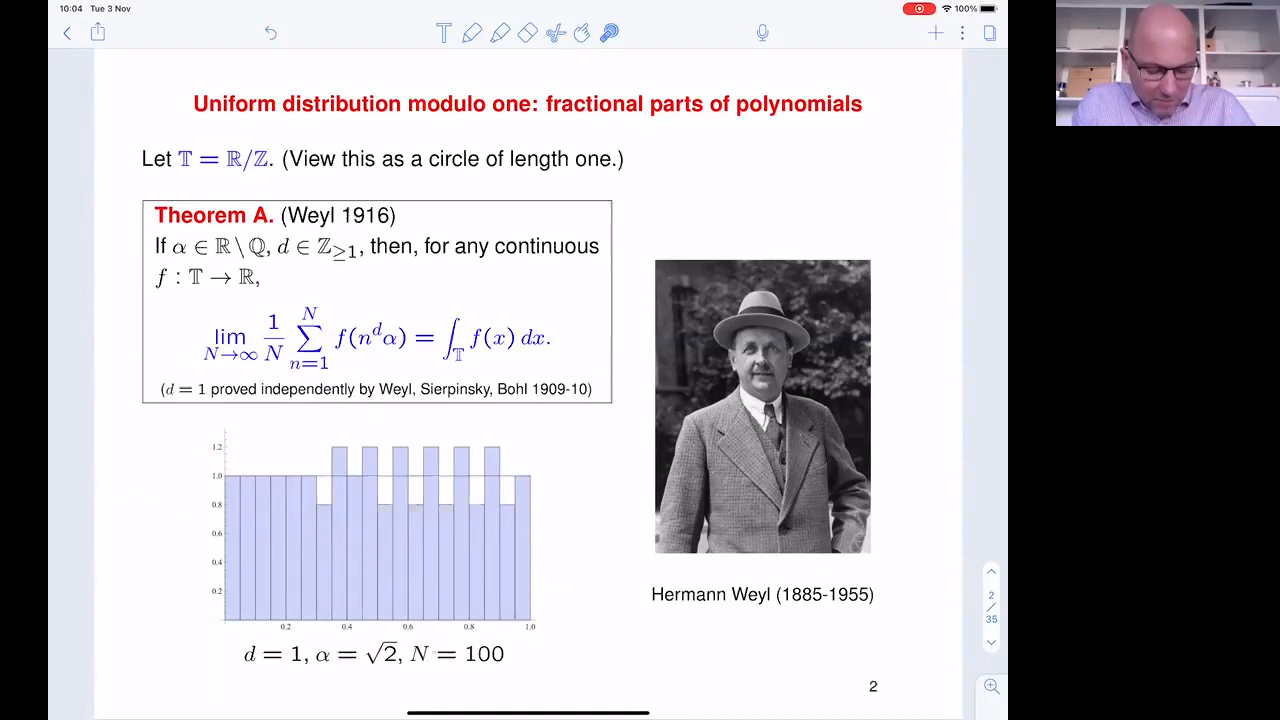 10:04 Tue 3 Nov
100%
Uniform distribution modulo one: fractional parts of polynomials
Let 𝕋 = ℝ/ℤ. (View this as a circle of length one.)
Theorem A. (Weyl 1916)
If α ∈ ℝ \ ℚ, d ∈ ℤ≥1, then, for any continuous
f : 𝕋 → ℝ,
lim_{N→∞} 1/N ∑_{n=1}^{N} f(n^d α) = ∫_𝕋 f(x) dx.
(d = 1 proved independently by Weyl, Sierpinsky, Bohl 1909-10)
1.2
1.0
0.8
0.6
0.4
0.2
0.2 0.4 0.6 0.8 1.0
d = 1, α = √2, N = 100
Hermann Weyl (1885-1955)
2
/
35
2